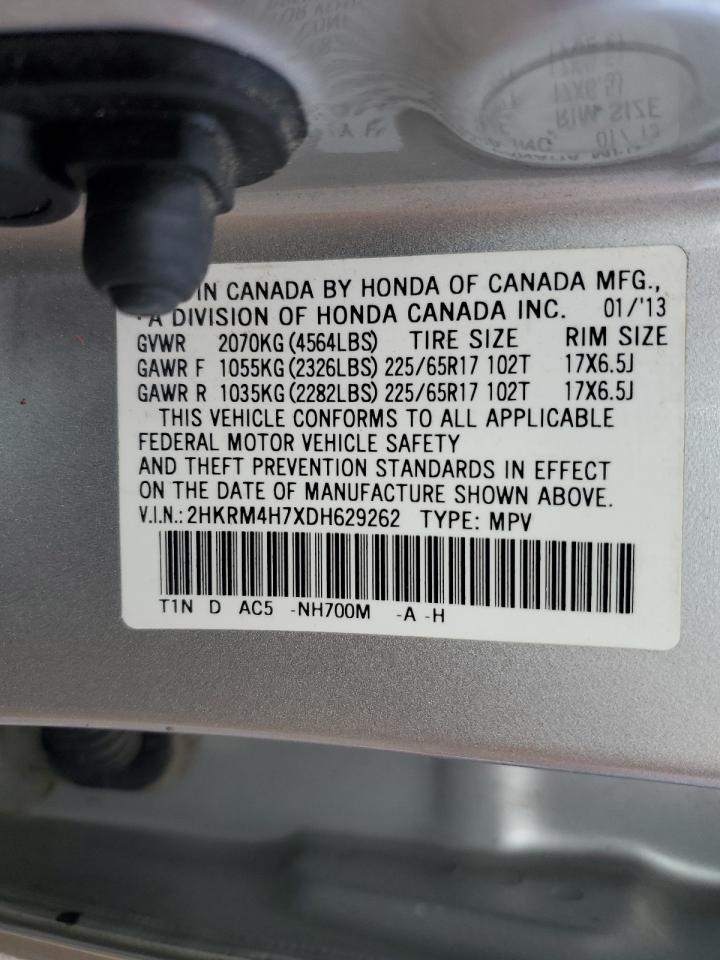 IN CANADA BY HONDA OF CANADA MFG.,
A DIVISION OF HONDA CANADA INC. 01/'13
GVWR 2070KG (4564LBS) TIRE SIZE RIM SIZE
GAWR F 1055KG (2326LBS) 225/65R17 102T 17X6.5J
GAWR R 1035KG (2282LBS) 225/65R17 102T 17X6.5J
THIS VEHICLE CONFORMS TO ALL APPLICABLE
FEDERAL MOTOR VEHICLE SAFETY
AND THEFT PREVENTION STANDARDS IN EFFECT
ON THE DATE OF MANUFACTURE SHOWN ABOVE.
V.I.N.: 2HKRM4H7XDH629262 TYPE: MPV
T1N D AC5 -NH700M -A -H